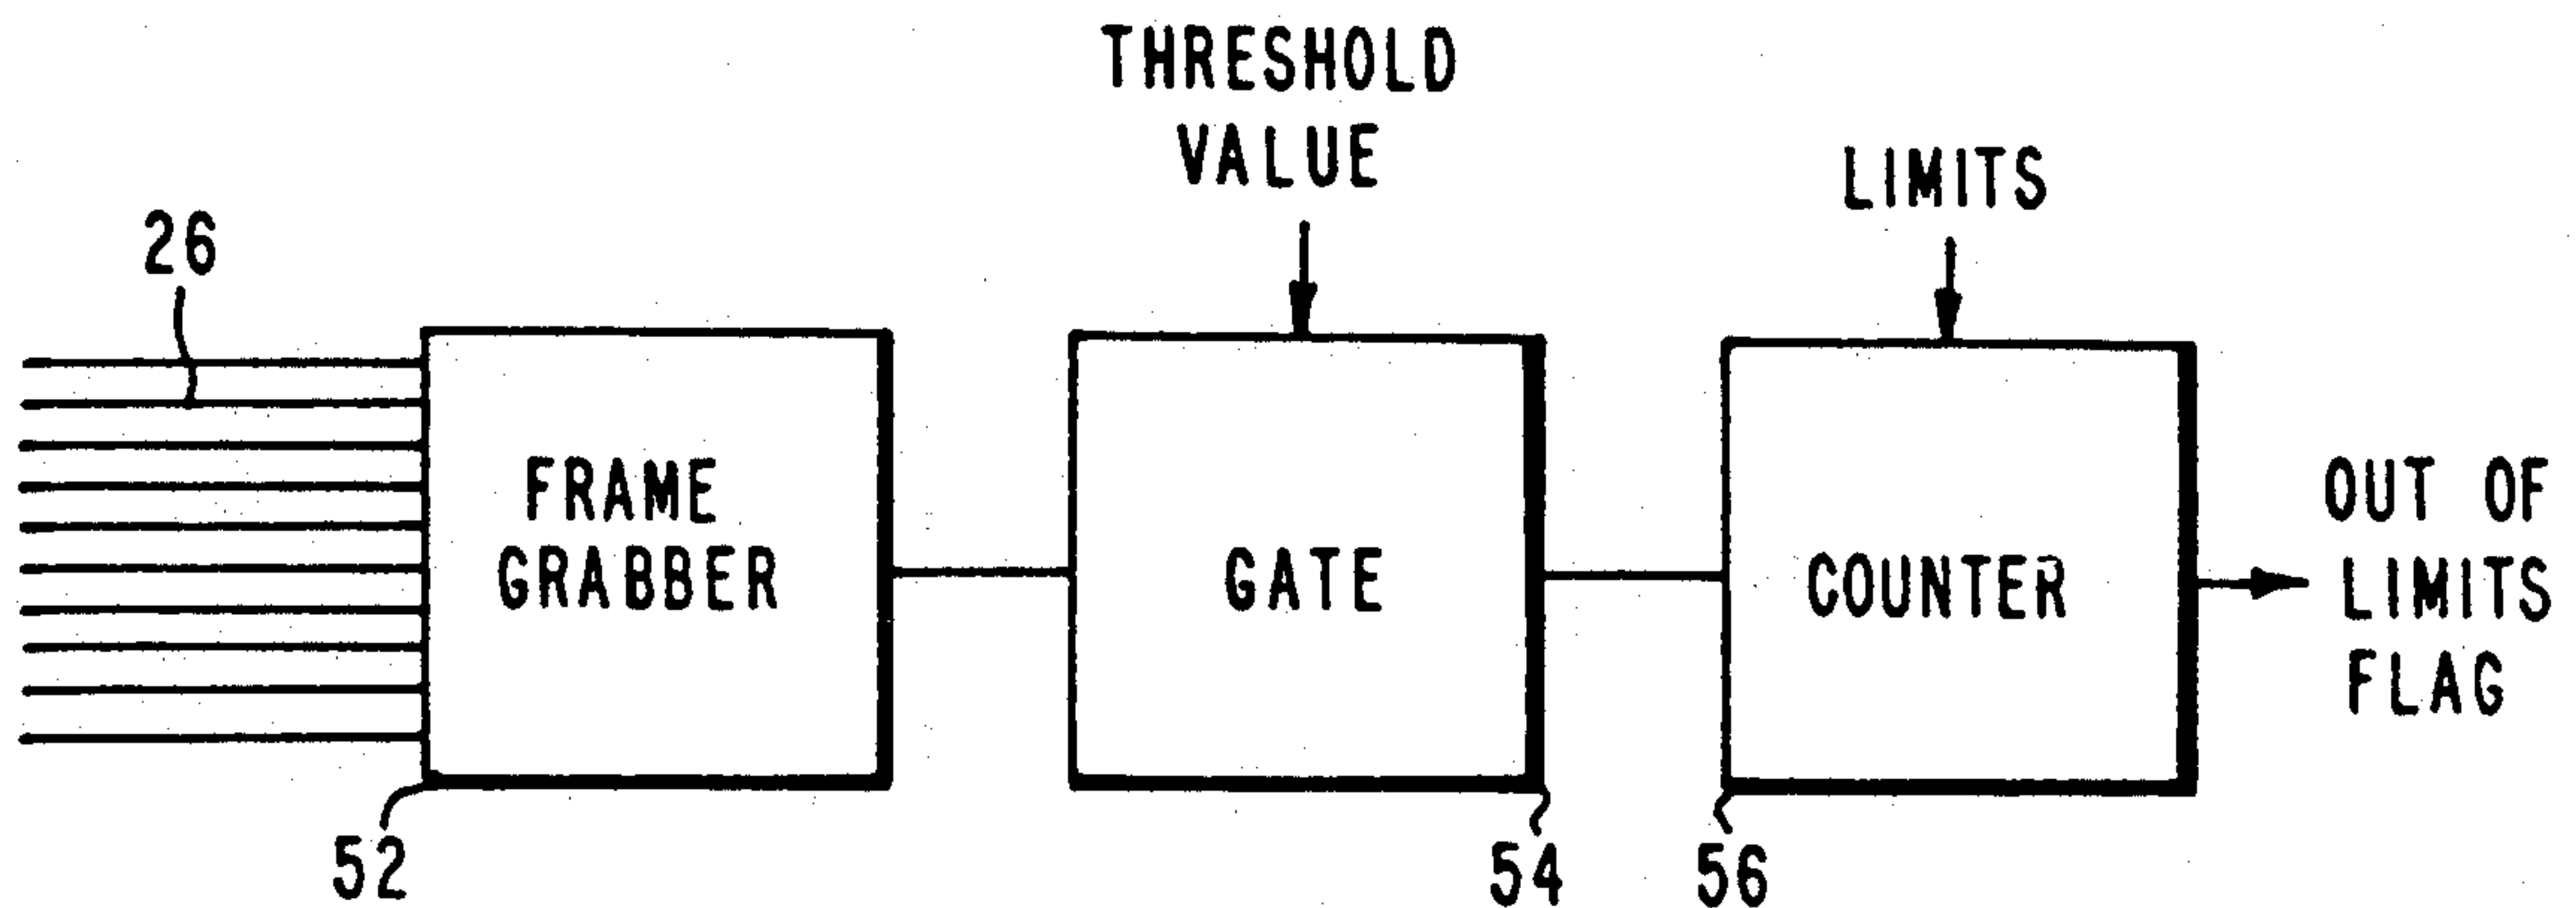 THRESHOLD
VALUE
LIMITS
26
FRAME
GRABBER
GATE
COUNTER
OUT OF
LIMITS
FLAG
52
54
56